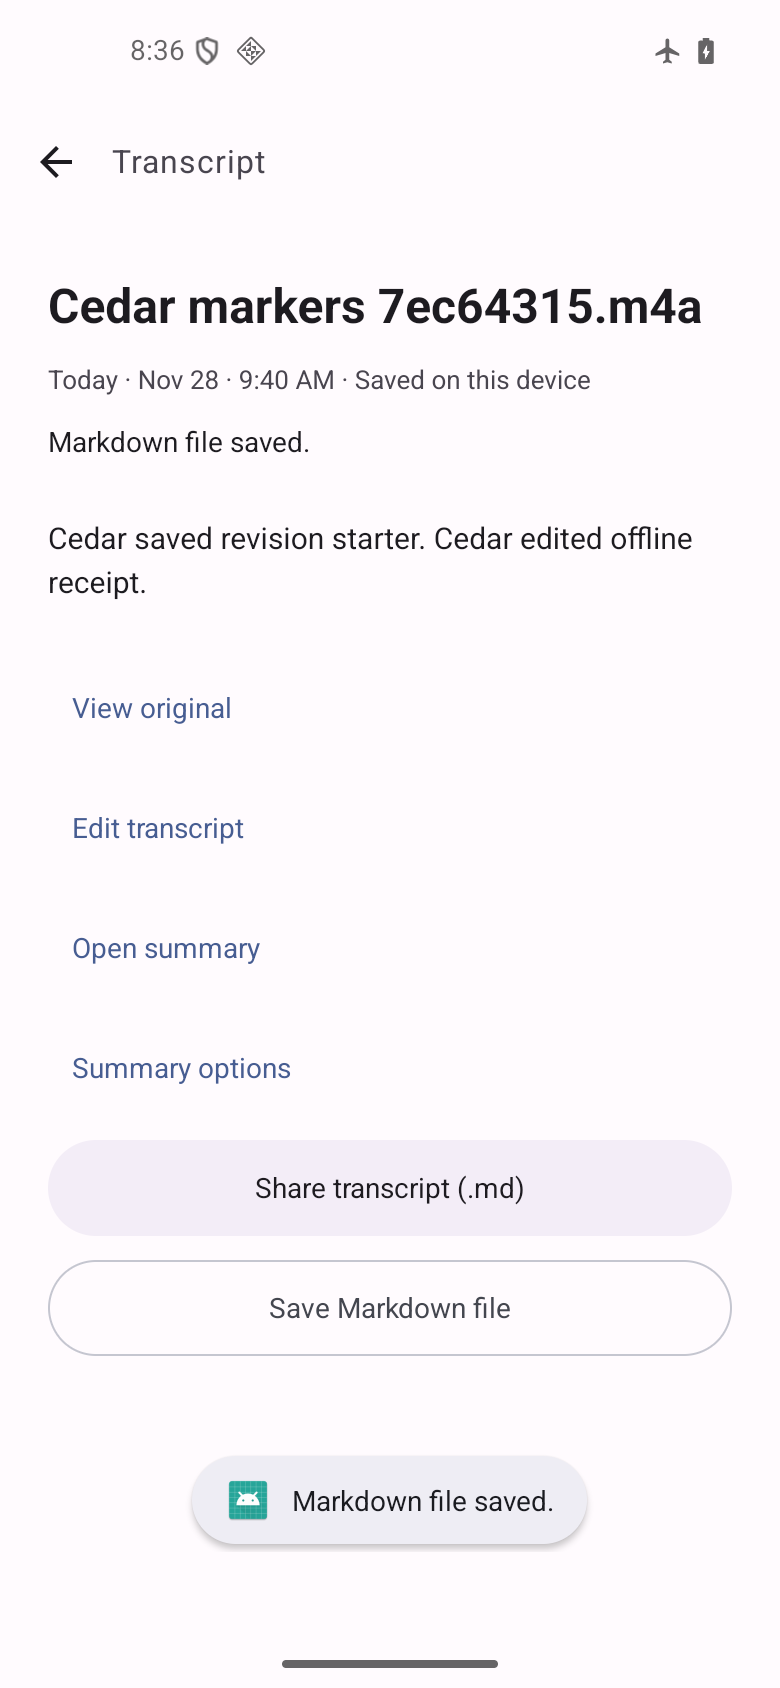 8:36
Transcript
Cedar markers 7ec64315.m4a
Today · Nov 28 · 9:40 AM · Saved on this device
Markdown file saved.
Cedar saved revision starter. Cedar edited offline
receipt.
View original
Edit transcript
Open summary
Summary options
Share transcript (.md)
Save Markdown file
Markdown file saved.